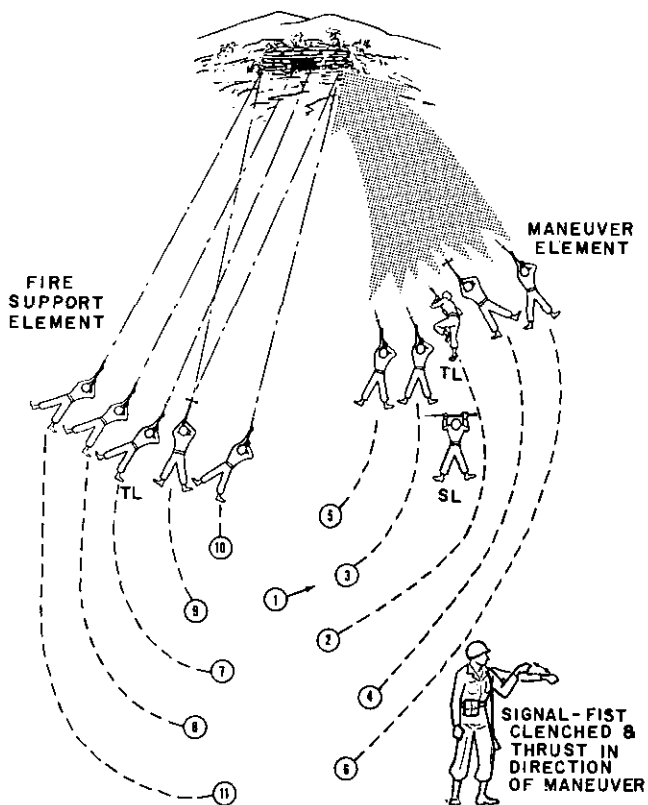 MANEUVER
ELEMENT
FIRE
SUPPORT
ELEMENT
TL
SL
TL
5
10
3
1
9
2
7
4
8
6
11
SIGNAL-FIST
CLENCHED &
THRUST IN
DIRECTION
OF MANEUVER